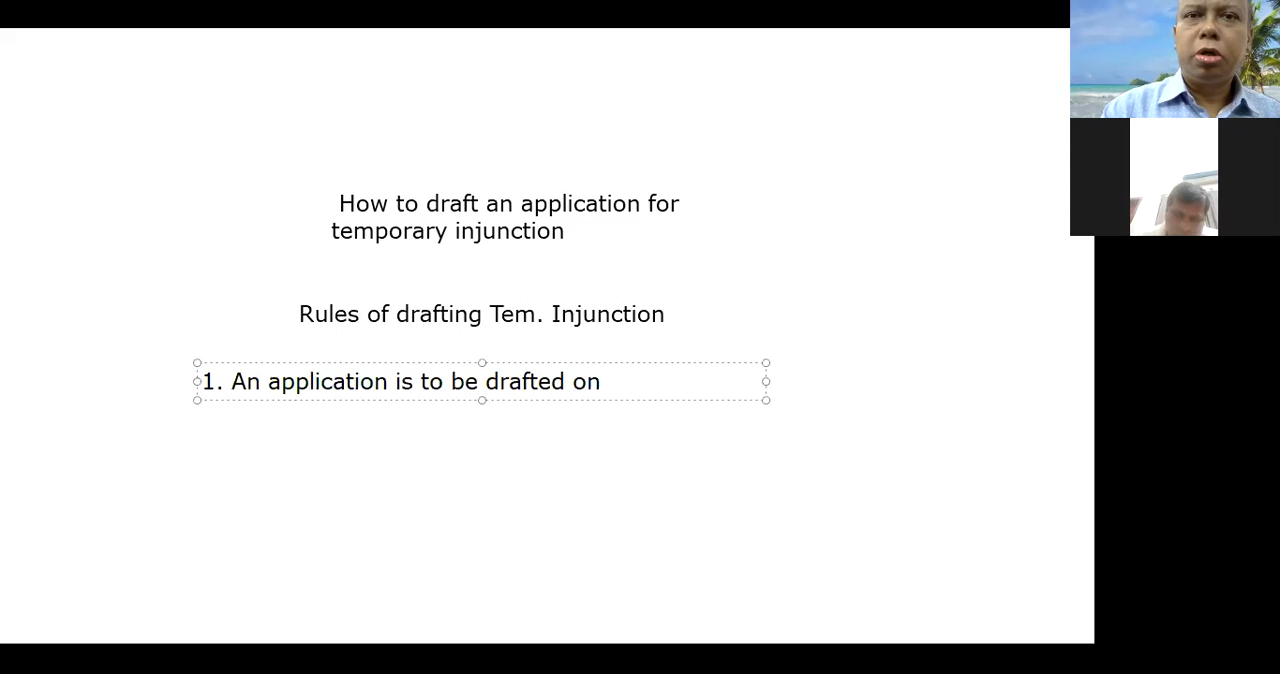 How to draft an application for
temporary injunction
Rules of drafting Tem. Injunction
1. An application is to be drafted on